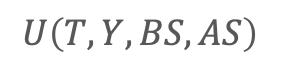 U(T, Y, BS, AS)